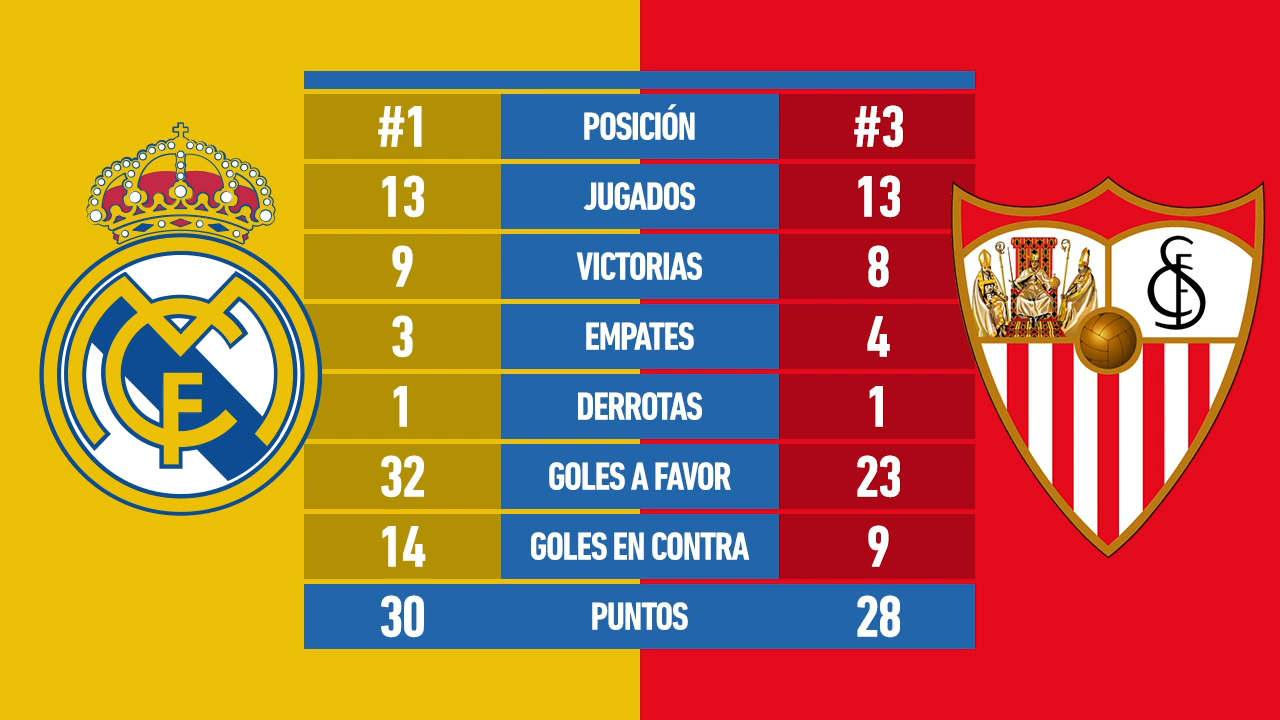 #1 POSICIÓN #3
13 JUGADOS 13
9 VICTORIAS 8
3 EMPATES 4
1 DERROTAS 1
32 GOLES A FAVOR 23
14 GOLES EN CONTRA 9
30 PUNTOS 28